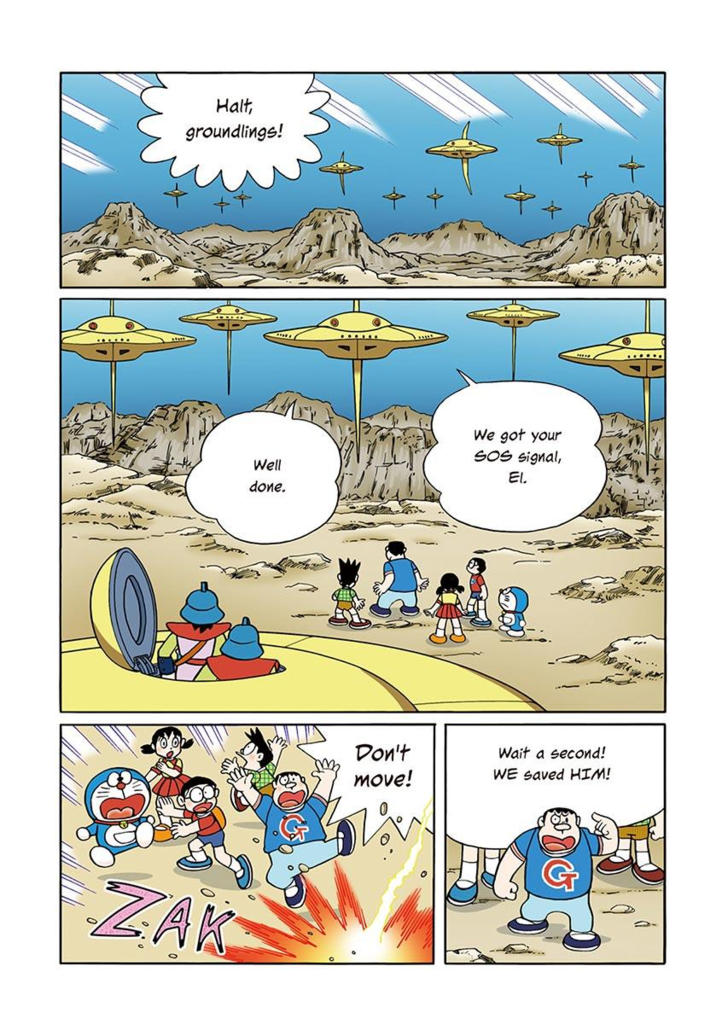 Halt,
groundlings!
Well
done.
We got your
SOS signal,
El.
Don't
move!
ZAK
G
Wait a second!
WE saved HIM!
G